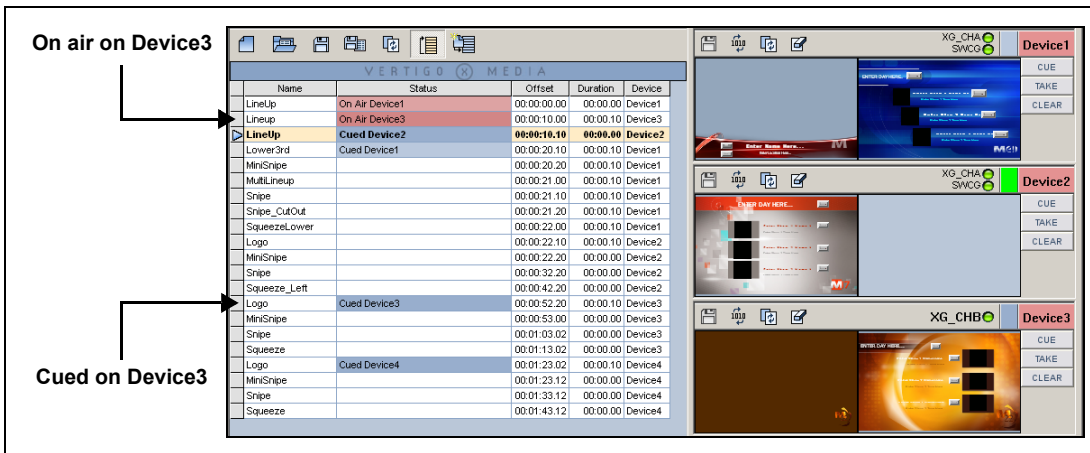 On air on Device3
Cued on Device3
1010
VERTIGO X MEDIA
Name Status Offset Duration Device
LineUp On Air Device1 00:00:00.00 00:00.00 Device1
Lineup On Air Device3 00:00:10.00 00:00.10 Device3
LineUp Cued Device2 00:00:10.10 00:00.00 Device2
Lower3rd Cued Device1 00:00:20.10 00:00.10 Device1
MiniSnipe 00:00:20.20 00:00.10 Device1
MultiLineup 00:00:21.00 00:00.10 Device1
Snipe 00:00:21.10 00:00.10 Device1
Snipe_CutOut 00:00:21.20 00:00.10 Device1
SqueezeLower 00:00:22.00 00:00.10 Device1
Logo 00:00:22.10 00:00.10 Device2
MiniSnipe 00:00:22.20 00:00.00 Device2
Snipe 00:00:32.20 00:00.00 Device2
Squeeze_Left 00:00:42.20 00:00.00 Device2
Logo Cued Device3 00:00:52.20 00:00.10 Device3
MiniSnipe 00:00:53.00 00:00.00 Device3
Snipe 00:01:03.02 00:00.00 Device3
Squeeze 00:01:13.02 00:00.00 Device3
Logo Cued Device4 00:01:23.02 00:00.10 Device4
MiniSnipe 00:01:23.12 00:00.00 Device4
Snipe 00:01:33.12 00:00.00 Device4
Squeeze 00:01:43.12 00:00.00 Device4
XG_CHA
SWCG
Device1
CUE
TAKE
CLEAR
ENTER DAY HERE...
Enter Name Here...
M
1010
XG_CHA
SWCG
Device2
CUE
TAKE
CLEAR
ENTER DAY HERE...
M
1010
XG_CHB
Device3
CUE
TAKE
CLEAR
ENTER DAY HERE...